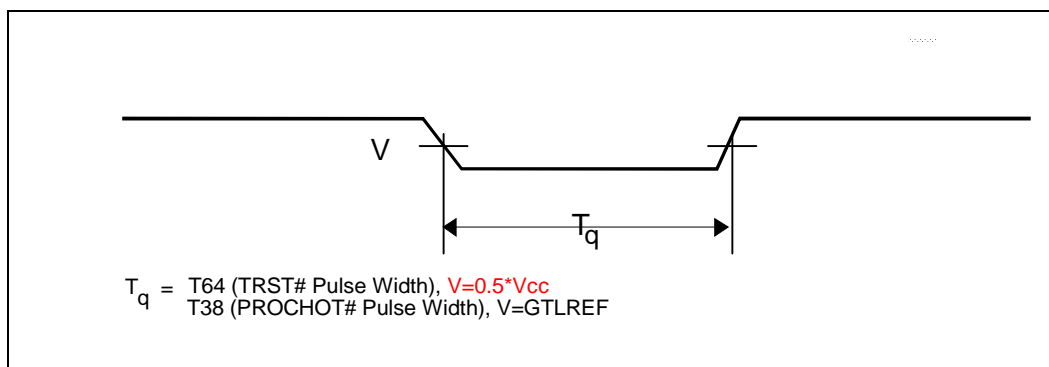 V
Tq
Tq = T64 (TRST# Pulse Width), V=0.5*Vcc
T38 (PROCHOT# Pulse Width), V=GTLREF